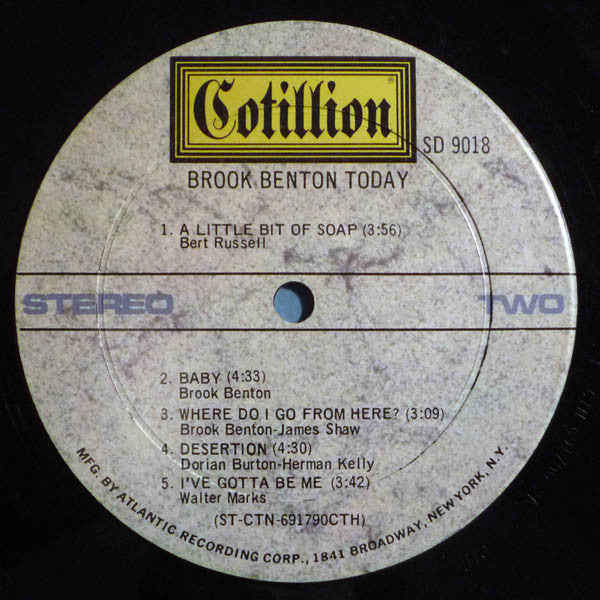 Cotillion
®
SD 9018
BROOK BENTON TODAY
1. A LITTLE BIT OF SOAP (3:56)
Bert Russell
STEREO TWO
2. BABY (4:33)
Brook Benton
3. WHERE DO I GO FROM HERE? (3:09)
Brook Benton-James Shaw
4. DESERTION (4:30)
Dorian Burton-Herman Kelly
5. I'VE GOTTA BE ME (3:42)
Walter Marks
(ST-CTN-691790CTH)
MFG. BY ATLANTIC RECORDING CORP., 1841 BROADWAY, NEW YORK, N.Y.